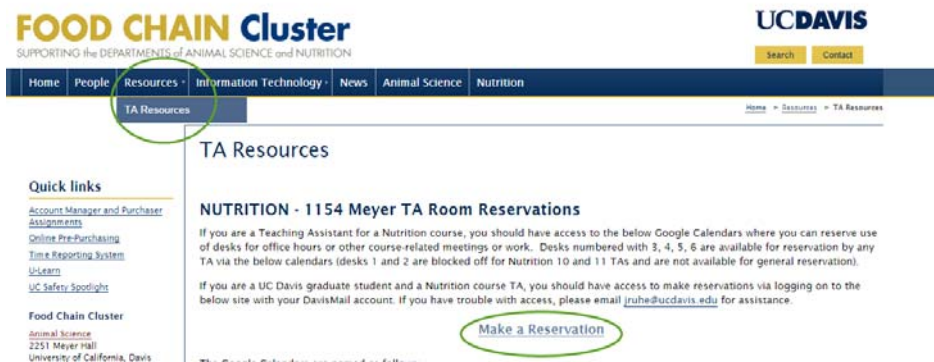 FOOD CHAIN Cluster
SUPPORTING the DEPARTMENTS of ANIMAL SCIENCE and NUTRITION
UCDAVIS
Search Contact
Home People Resources Information Technology News Animal Science Nutrition
TA Resources
Home > Resources > TA Resources
TA Resources
Quick links
Account Manager and Purchaser
Assignments
Online Pre-Purchasing
Time Reporting System
U-Learn
UC Safety Spotlight
Food Chain Cluster
Animal Science
2251 Meyer Hall
University of California, Davis
NUTRITION - 1154 Meyer TA Room Reservations
If you are a Teaching Assistant for a Nutrition course, you should have access to the below Google Calendars where you can reserve use
of desks for office hours or other course-related meetings or work. Desks numbered with 3, 4, 5, 6 are available for reservation by any
TA via the below calendars (desks 1 and 2 are blocked off for Nutrition 10 and 11 TAs and are not available for general reservation).
If you are a UC Davis graduate student and a Nutrition course TA, you should have access to make reservations via logging on to the
below site with your DavisMail account. If you have trouble with access, please email jruhe@ucdavis.edu for assistance.
Make a Reservation
The Google Calendars are named as follows: